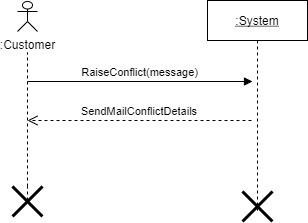 :System
:Customer
RaiseConflict(message)
SendMailConflictDetails